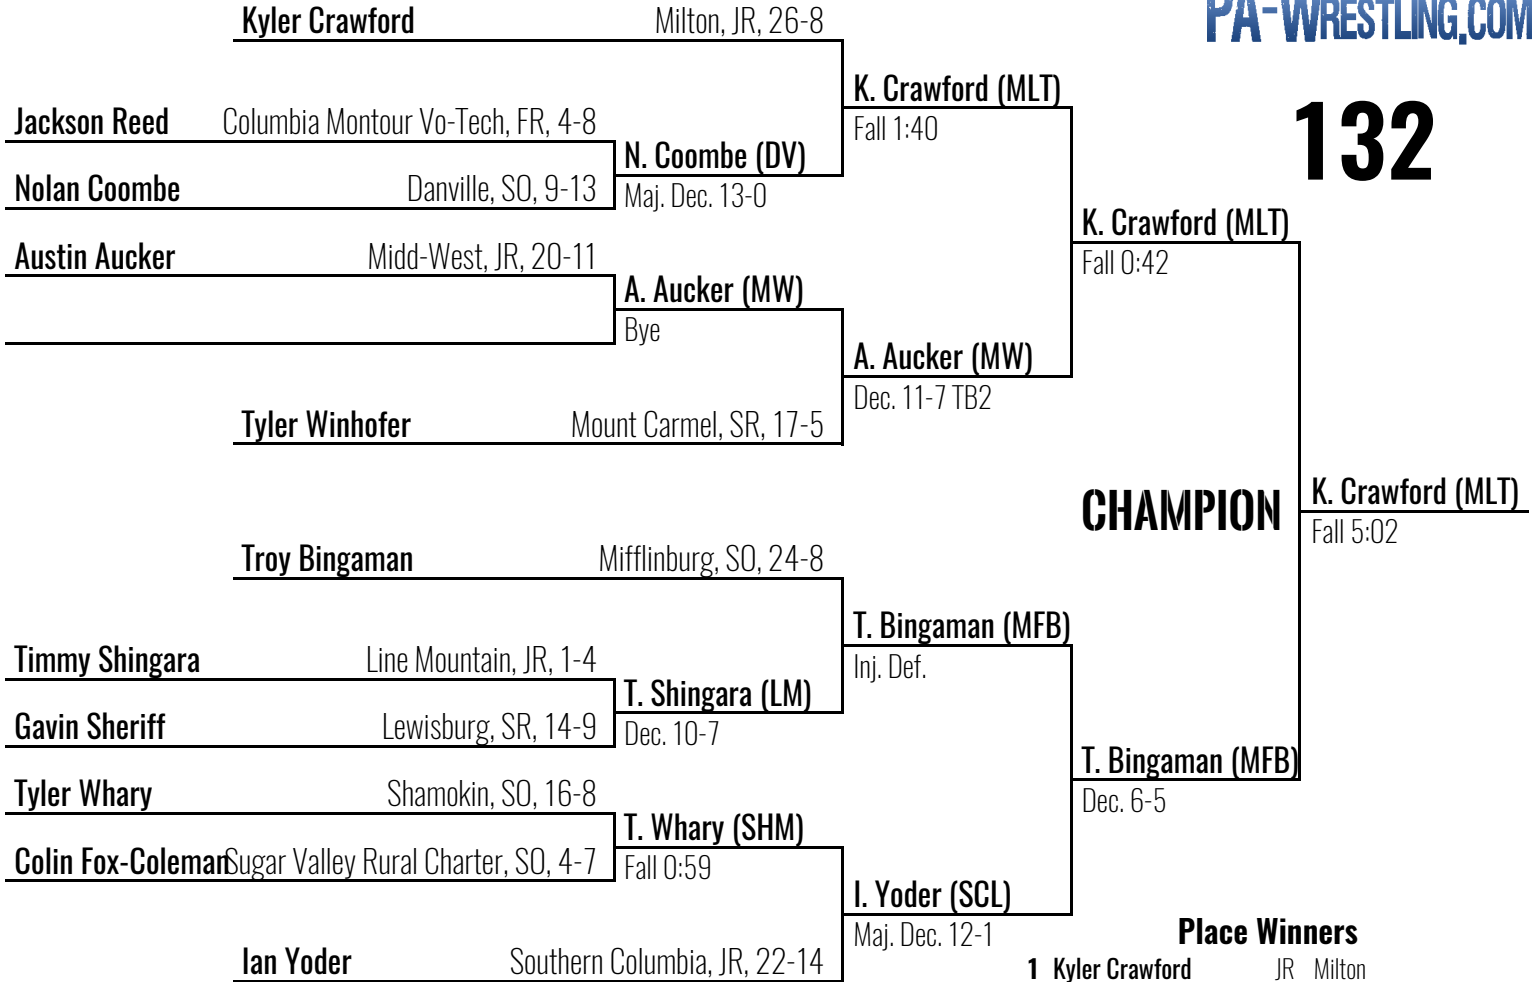 PA-WRESTLING.COM
132
Kyler Crawford Milton, JR, 26-8
K. Crawford (MLT)
Fall 1:40
Jackson Reed Columbia Montour Vo-Tech, FR, 4-8
N. Coombe (DV)
Maj. Dec. 13-0
Nolan Coombe Danville, SO, 9-13
K. Crawford (MLT)
Fall 0:42
Austin Aucker Midd-West, JR, 20-11
A. Aucker (MW)
Bye
A. Aucker (MW)
Dec. 11-7 TB2
Tyler Winhofer Mount Carmel, SR, 17-5
CHAMPION
K. Crawford (MLT)
Fall 5:02
Troy Bingaman Mifflinburg, SO, 24-8
T. Bingaman (MFB)
Inj. Def.
Timmy Shingara Line Mountain, JR, 1-4
T. Shingara (LM)
Dec. 10-7
Gavin Sheriff Lewisburg, SR, 14-9
T. Bingaman (MFB)
Dec. 6-5
Tyler Whary Shamokin, SO, 16-8
T. Whary (SHM)
Fall 0:59
Colin Fox-Coleman Sugar Valley Rural Charter, SO, 4-7
I. Yoder (SCL)
Maj. Dec. 12-1
Ian Yoder Southern Columbia, JR, 22-14
Place Winners
1 Kyler Crawford JR Milton